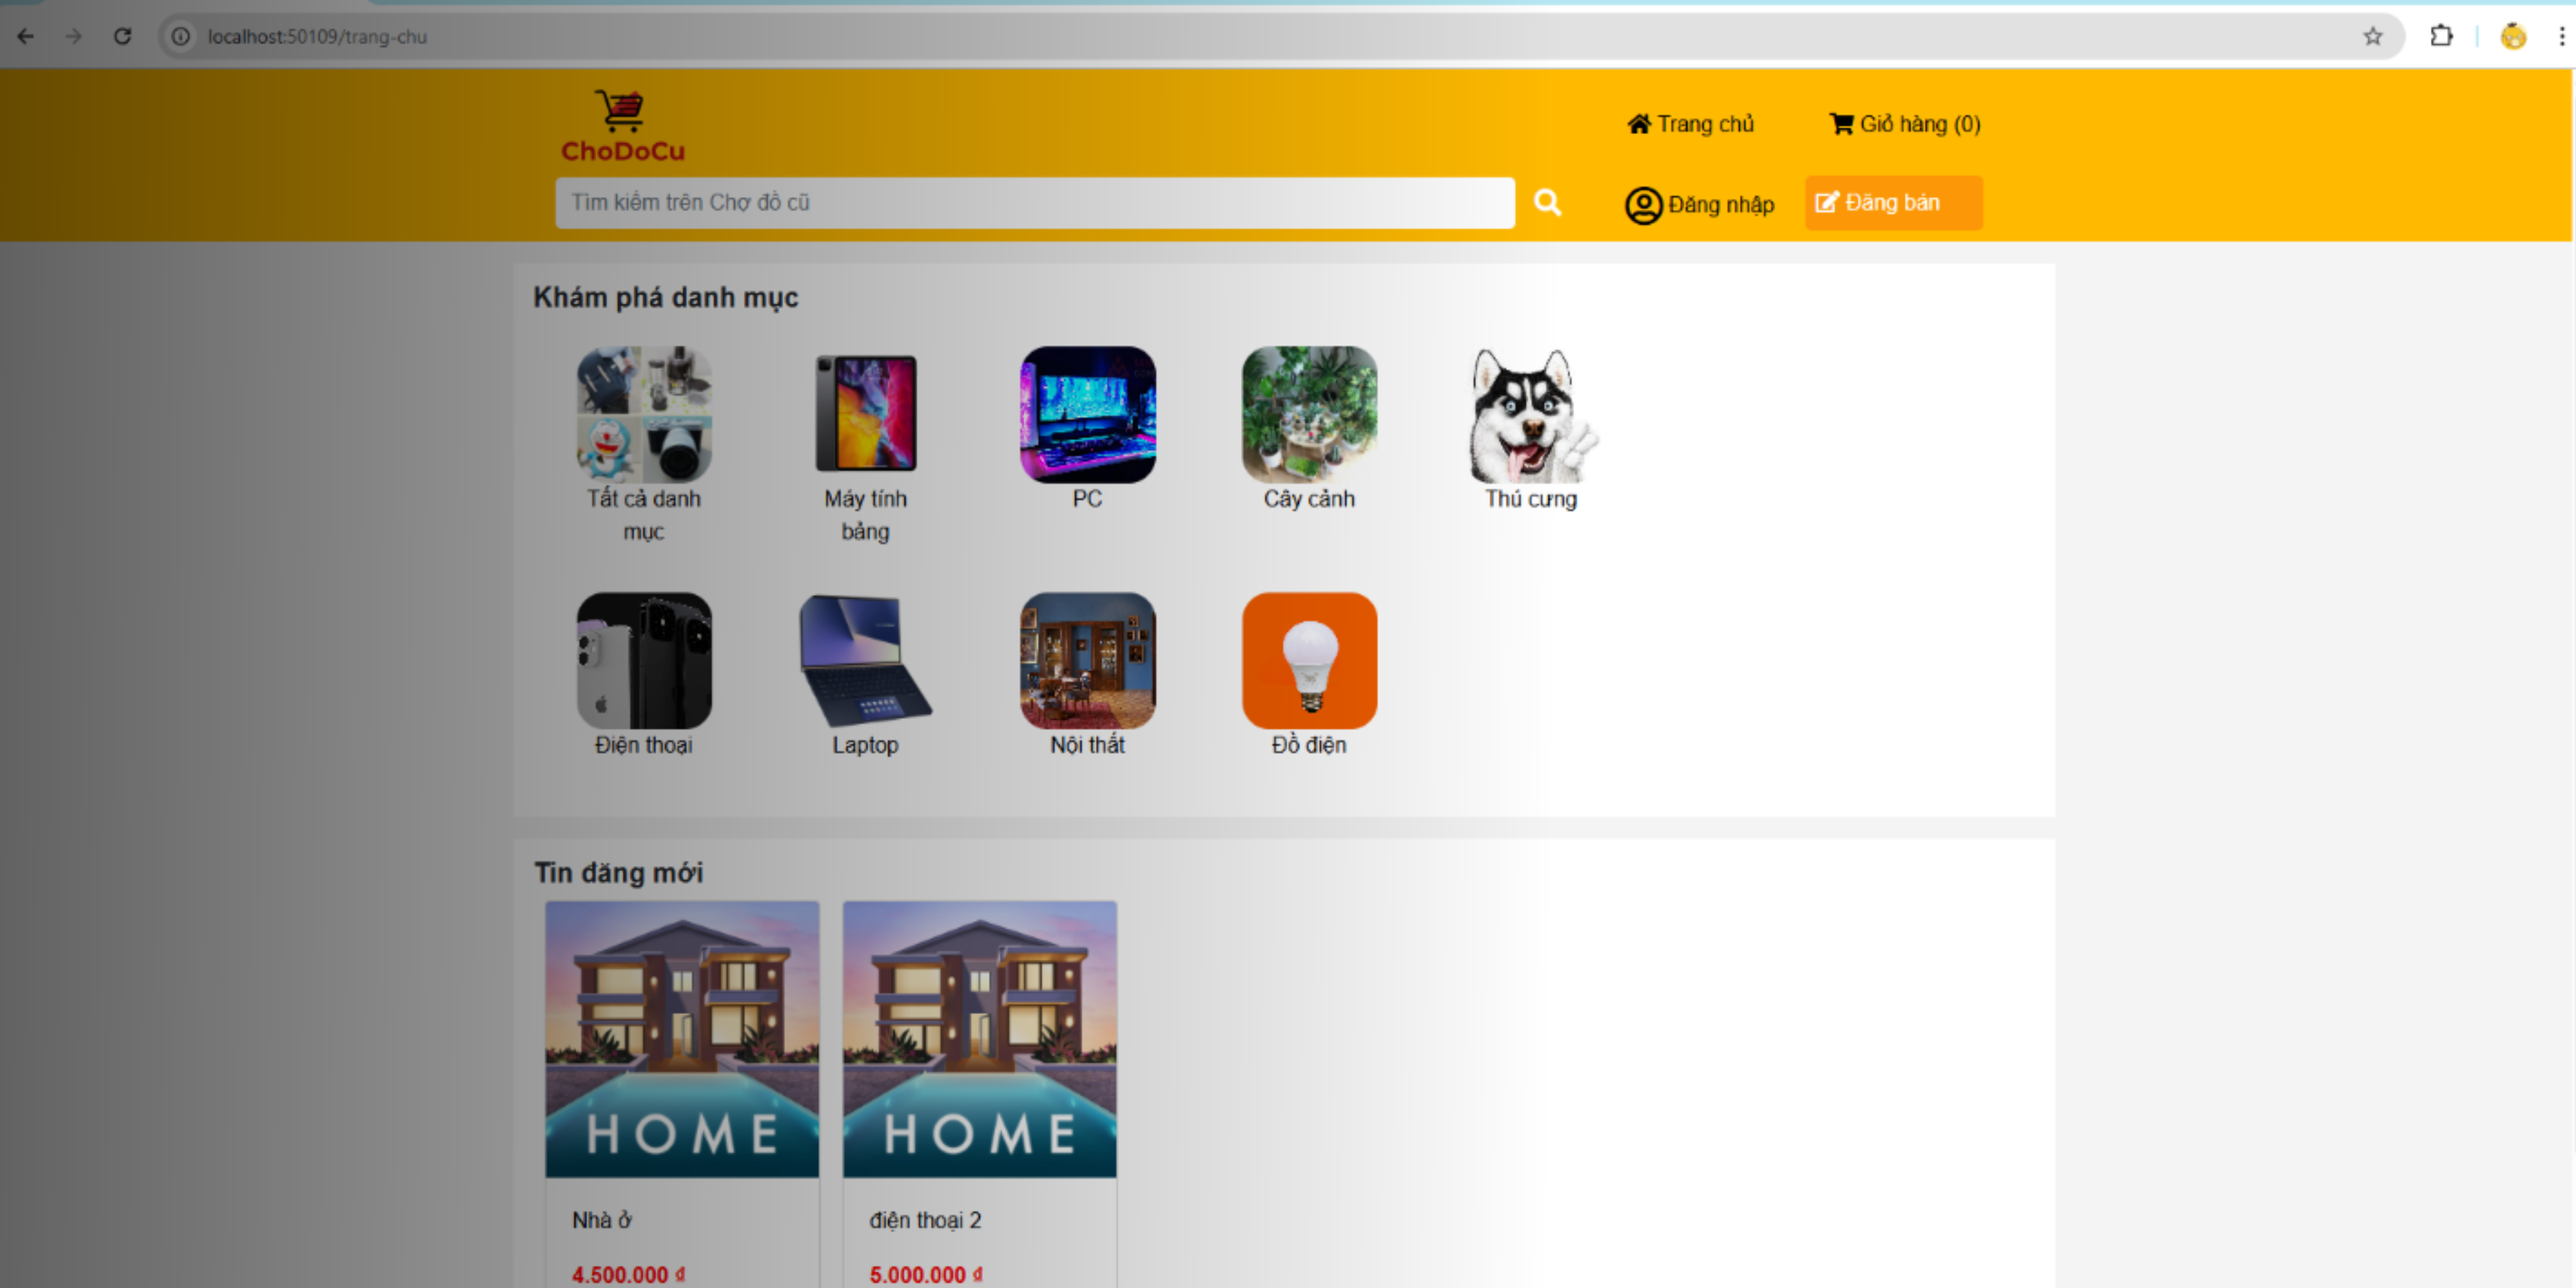 localhost:50109/trang-chu
ChoDoCu
Trang chủ
Giỏ hàng (0)
Tìm kiếm trên Chợ đồ cũ
Đăng nhập
Đăng bán
Khám phá danh mục
Tất cả danh
mục
Máy tính
bảng
PC
Cây cảnh
Thú cưng
Điện thoại
Laptop
Nội thất
Đồ điện
Tin đăng mới
HOME
HOME
Nhà ở
điện thoại 2
4.500.000 ₫
5.000.000 ₫